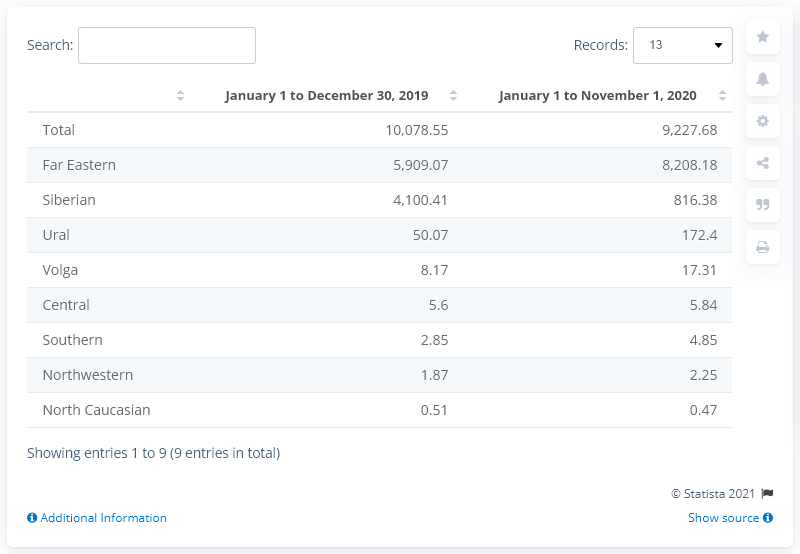 Search:
Records: 13
January 1 to December 30, 2019 January 1 to November 1, 2020
Total 10,078.55 9,227.68
Far Eastern 5,909.07 8,208.18
Siberian 4,100.41 816.38
Ural 50.07 172.4
Volga 8.17 17.31
Central 5.6 5.84
Southern 2.85 4.85
Northwestern 1.87 2.25
North Caucasian 0.51 0.47
Showing entries 1 to 9 (9 entries in total)
© Statista 2021
Additional Information Show source